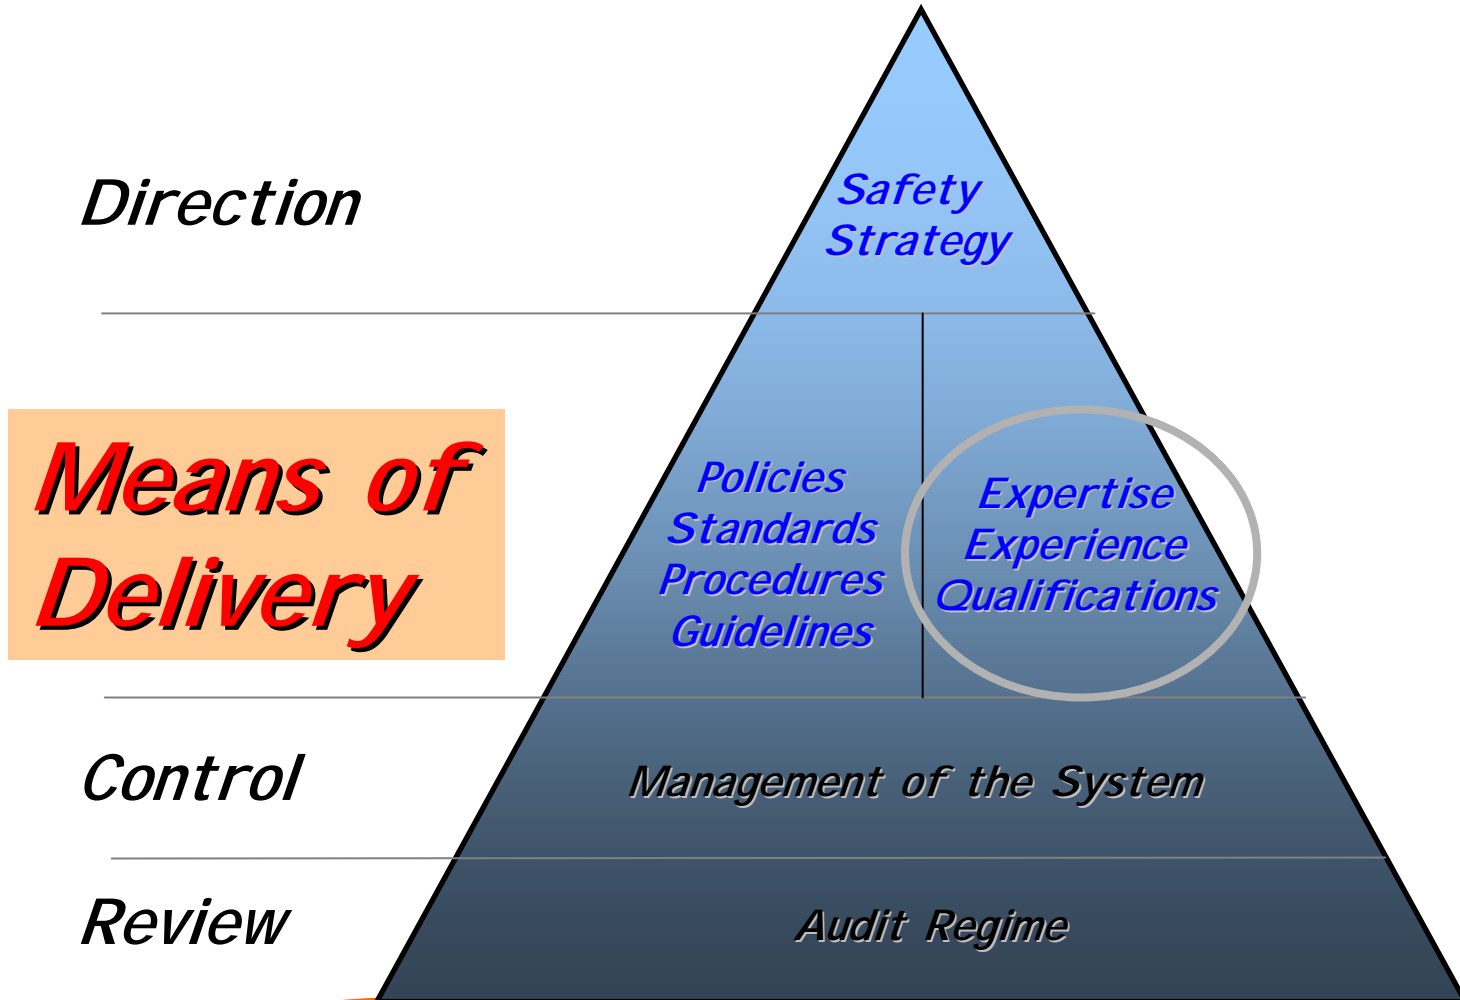 Direction
Safety
Strategy
Means of
Delivery
Policies
Standards
Procedures
Guidelines
Expertise
Experience
Qualifications
Control
Management of the System
Review
Audit Regime